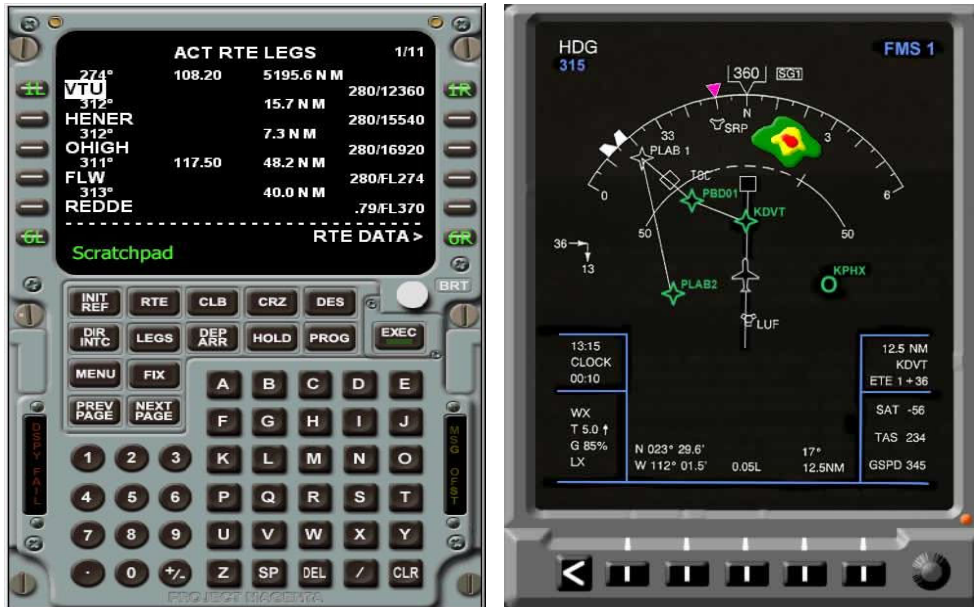 ACT RTE LEGS 1/11
274° 108.20 5195.6 N M
1L VTU 280/12360 1R
312° 15.7 N M
HENER 280/15540
312° 7.3 N M
OHIGH 280/16920
311° 117.50 48.2 N M
FLW 280/FL274
313° 40.0 N M
REDDE .79/FL370
6L RTE DATA> 6R
Scratchpad
BRT
INIT REF RTE CLB CRZ DES
DIR INTC LEGS DEP ARR HOLD PROG EXEC
MENU FIX
PREV PAGE NEXT PAGE
A B C D E
F G H I J
1 2 3 K L M N O
4 5 6 P Q R S T
7 8 9 U V W X Y
. 0 +/- Z SP DEL / CLR
DSPY FAIL
MSG OFST
PROJECT MAGENTA
HDG
315
FMS 1
360 SG1
N
SRP
33 3
PLAB 1
TOC
0 6
PBD01
KDVT
50 50
36
13
KPHX
PLAB2
LUF
13:15
CLOCK
00:10
12.5 NM
KDVT
ETE 1+36
WX
T 5.0
G 85%
LX
SAT -56
TAS 234
GSPD 345
N 023° 29.6' 17°
W 112° 01.5' 0.05L 12.5NM
<